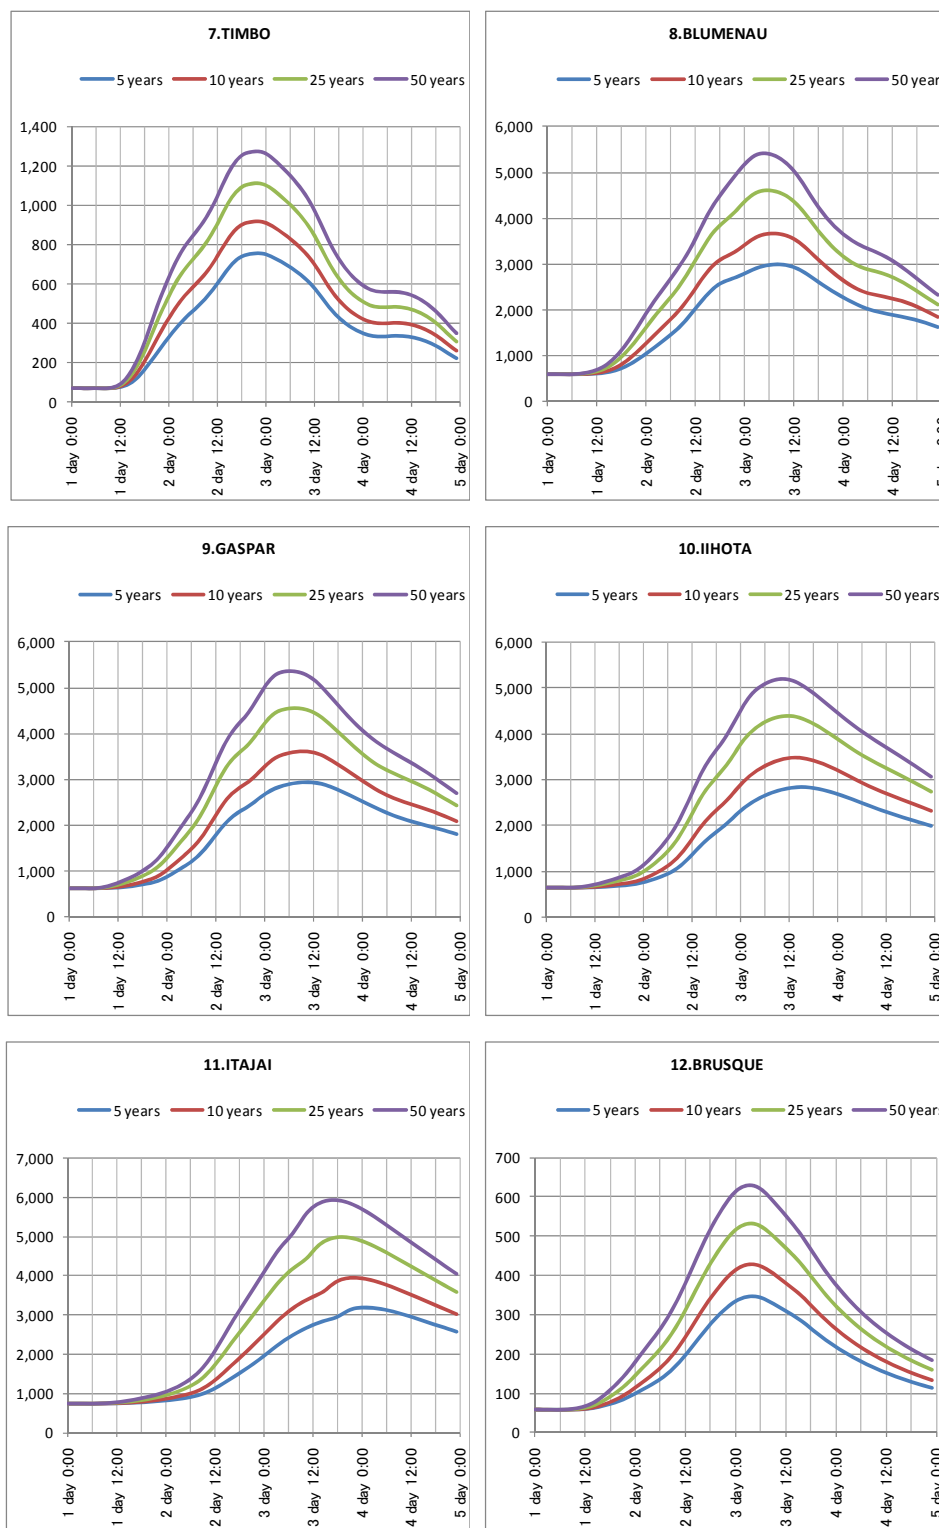 7.TIMBO
5 years 10 years 25 years 50 years
1,400
1,200
1,000
800
600
400
200
0
1 day 0:00
1 day 12:00
2 day 0:00
2 day 12:00
3 day 0:00
3 day 12:00
4 day 0:00
4 day 12:00
5 day 0:00
8.BLUMENAU
5 years 10 years 25 years 50 year
6,000
5,000
4,000
3,000
2,000
1,000
0
1 day 0:00
1 day 12:00
2 day 0:00
2 day 12:00
3 day 0:00
3 day 12:00
4 day 0:00
4 day 12:00
9.GASPAR
5 years 10 years 25 years 50 years
6,000
5,000
4,000
3,000
2,000
1,000
0
1 day 0:00
1 day 12:00
2 day 0:00
2 day 12:00
3 day 0:00
3 day 12:00
4 day 0:00
4 day 12:00
5 day 0:00
10.IIHOTA
5 years 10 years 25 years 50 years
6,000
5,000
4,000
3,000
2,000
1,000
0
1 day 0:00
1 day 12:00
2 day 0:00
2 day 12:00
3 day 0:00
3 day 12:00
4 day 0:00
4 day 12:00
5 day 0:00
11.ITAJAI
5 years 10 years 25 years 50 years
7,000
6,000
5,000
4,000
3,000
2,000
1,000
0
1 day 0:00
1 day 12:00
2 day 0:00
2 day 12:00
3 day 0:00
3 day 12:00
4 day 0:00
4 day 12:00
5 day 0:00
12.BRUSQUE
5 years 10 years 25 years 50 years
700
600
500
400
300
200
100
0
1 day 0:00
1 day 12:00
2 day 0:00
2 day 12:00
3 day 0:00
3 day 12:00
4 day 0:00
4 day 12:00
5 day 0:00